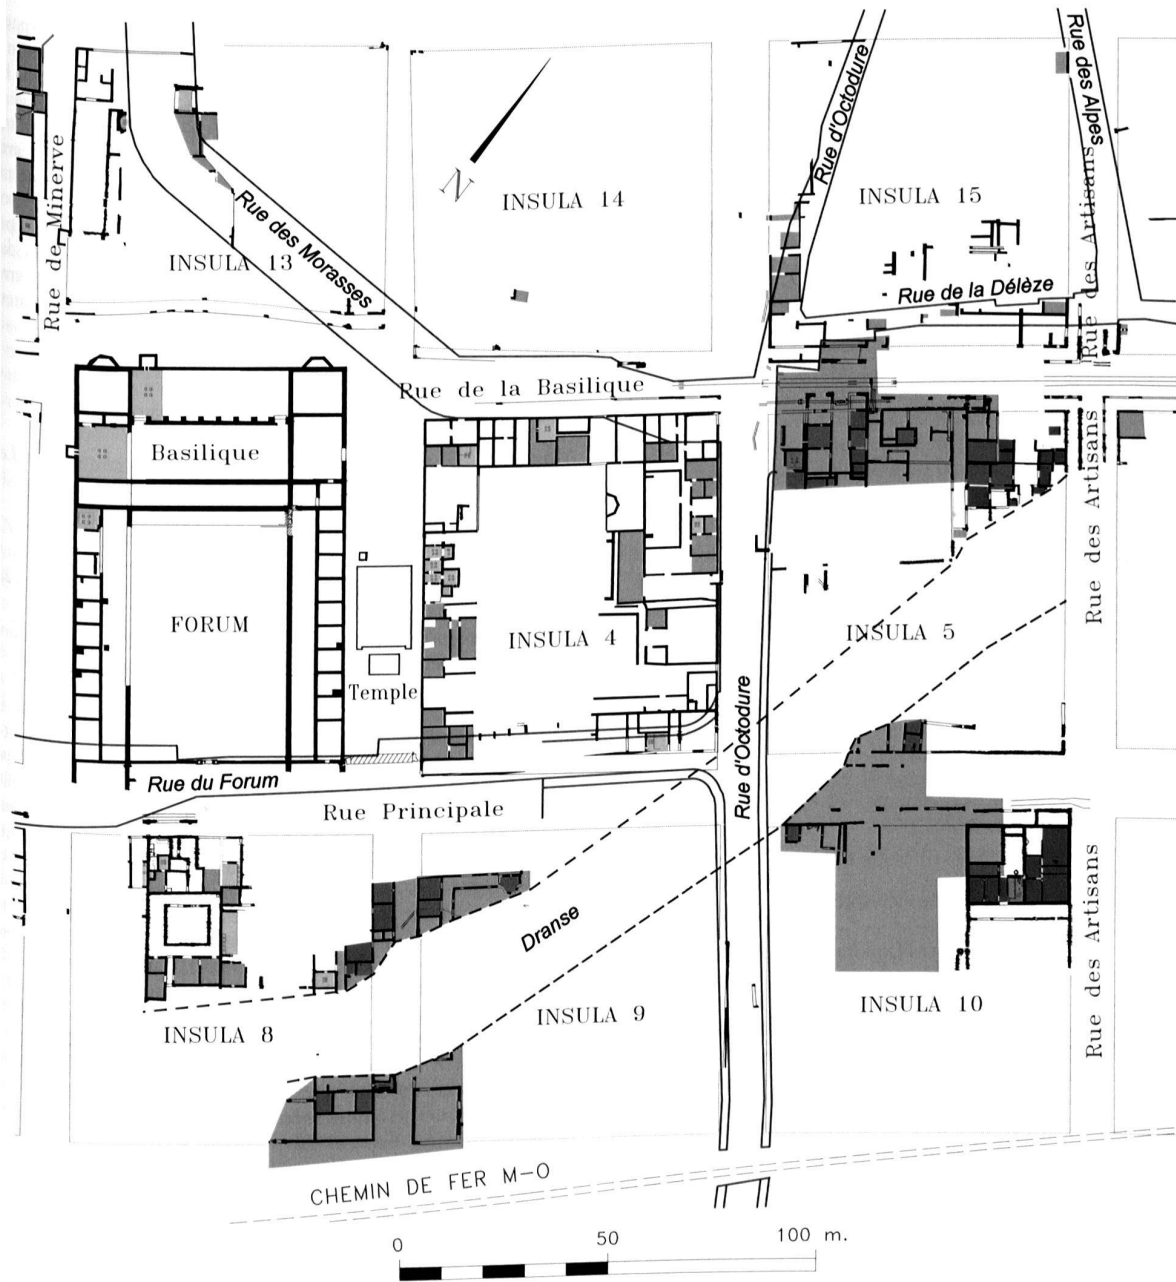 Rue d'Octodure
Rue des Alpes
Rue de Minerve
INSULA 14
INSULA 15
Rue des Artisans
N
Rue des Morasses
INSULA 13
Rue de la Délèze
Rue de la Basilique
Basilique
Rue des Artisans
FORUM
INSULA 4
INSULA 5
Temple
Rue d'Octodure
Rue du Forum
Rue Principale
Rue des Artisans
Dranse
INSULA 8
INSULA 9
INSULA 10
CHEMIN DE FER M-O
0 50 100 m.